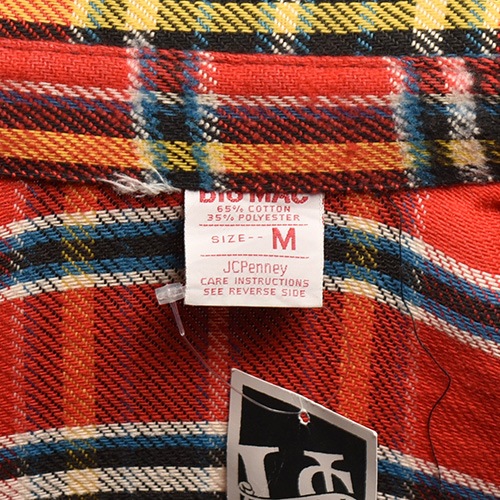 BIG MAC
65% COTTON
35% POLYESTER
SIZE-- M
JCPenney
CARE INSTRUCTIONS
SEE REVERSE SIDE